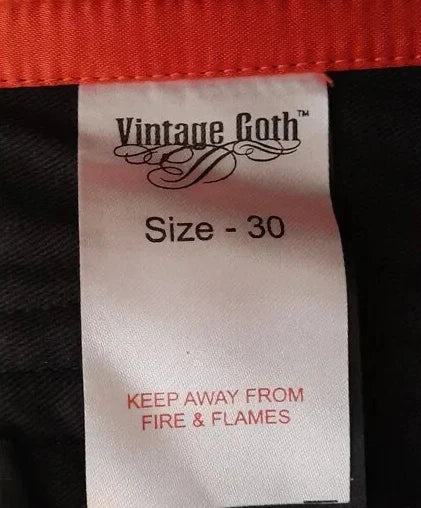 Vintage Goth™
Size - 30
KEEP AWAY FROM
FIRE & FLAMES